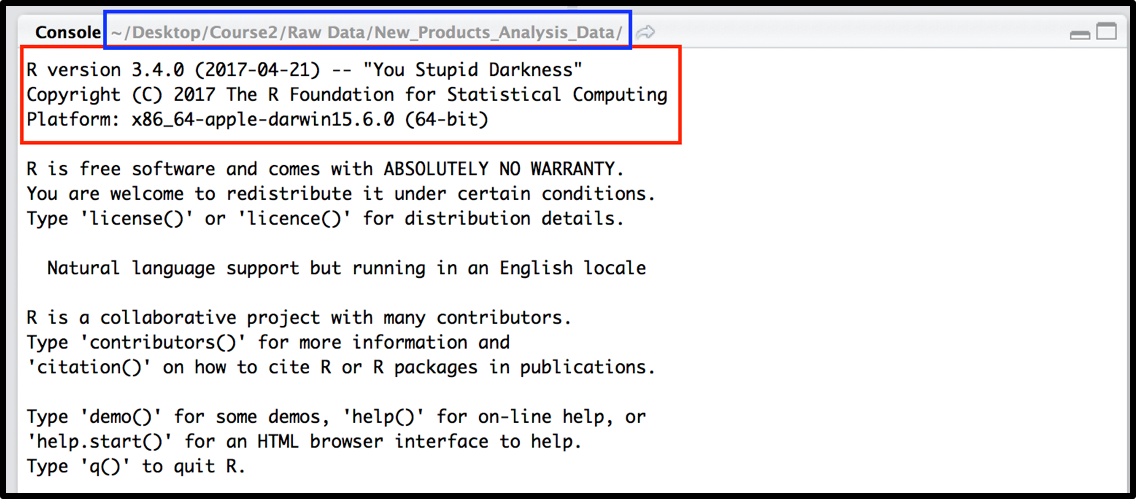 Console ~/Desktop/Course2/Raw Data/New_Products_Analysis_Data/
R version 3.4.0 (2017-04-21) -- "You Stupid Darkness"
Copyright (C) 2017 The R Foundation for Statistical Computing
Platform: x86_64-apple-darwin15.6.0 (64-bit)
R is free software and comes with ABSOLUTELY NO WARRANTY.
You are welcome to redistribute it under certain conditions.
Type 'license()' or 'licence()' for distribution details.
Natural language support but running in an English locale
R is a collaborative project with many contributors.
Type 'contributors()' for more information and
'citation()' on how to cite R or R packages in publications.
Type 'demo()' for some demos, 'help()' for on-line help, or
'help.start()' for an HTML browser interface to help.
Type 'q()' to quit R.